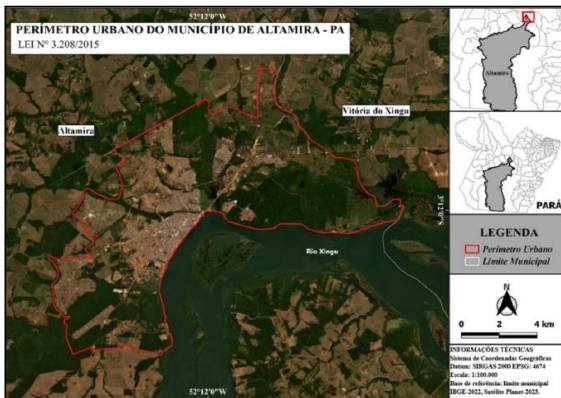 52°12'0"W
PERÍMETRO URBANO DO MUNICÍPIO DE ALTAMIRA - PA
LEI Nº 3.208/2015
Altamira
Vitória do Xingu
Rio Xingu
3°12'0"S
52°12'0"W
Altamira
PARÁ
LEGENDA
Perímetro Urbano
Limite Municipal
N
0 2 4 km
INFORMAÇÕES TÉCNICAS
Sistema de Coordenadas Geográficas
Datum: SIRGAS 2000 EPSG: 4674
Escala: 1:100.000
Base de referência: limite municipal
IBGE-2022, Satélite Planet-2023.